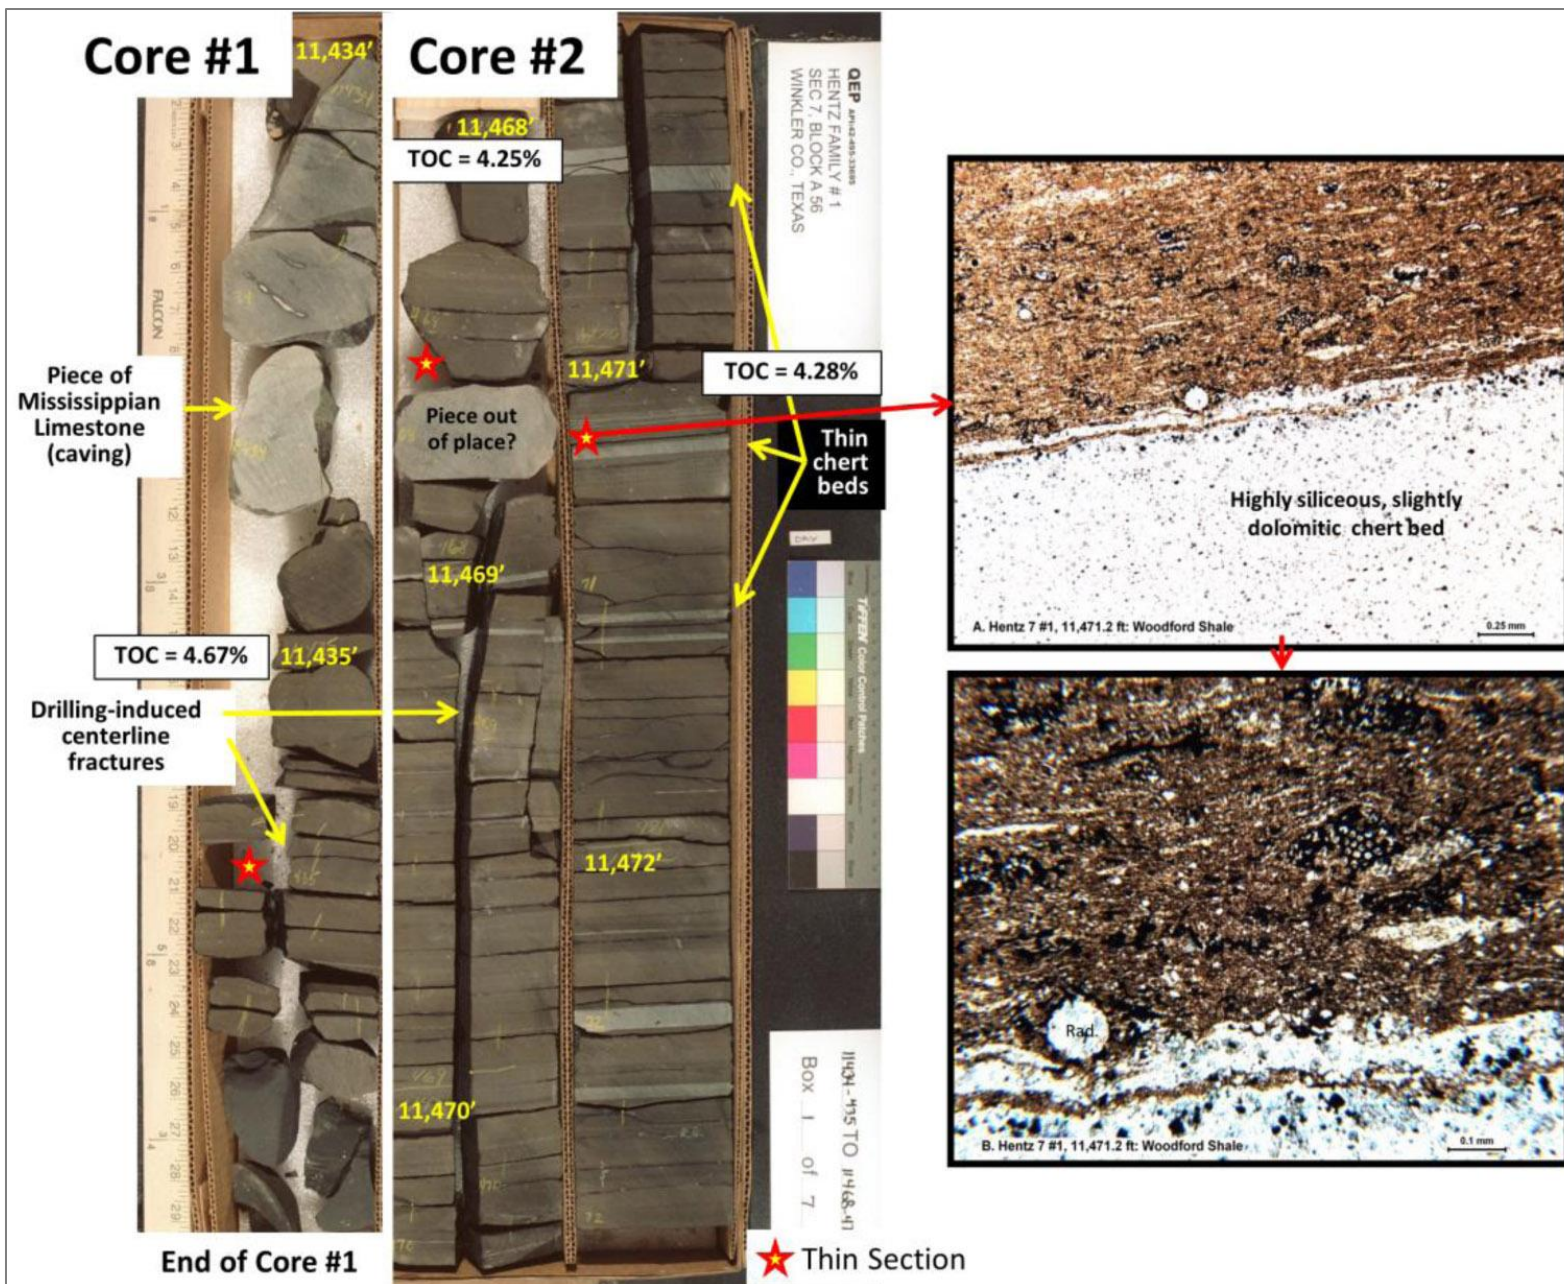 Core #1
Core #2
11,434'
11,468'
TOC = 4.25%
QEP API:42-495-33695
HENTZ FAMILY # 1
SEC 7, BLOCK A 56
WINKLER CO., TEXAS
FALCON
11,471'
TOC = 4.28%
Piece of
Mississippian
Limestone
(caving)
Piece out
of place?
Thin
chert
beds
11,469'
TOC = 4.67%
11,435'
Drilling-induced
centerline
fractures
TIFFEN Color Control Patches
11,472'
11,470'
Box 1 of 7
End of Core #1
Thin Section
Highly siliceous, slightly
dolomitic chert bed
A. Hentz 7 #1, 11,471.2 ft: Woodford Shale
0.25 mm
Rad.
B. Hentz 7 #1, 11,471.2 ft: Woodford Shale
0.1 mm